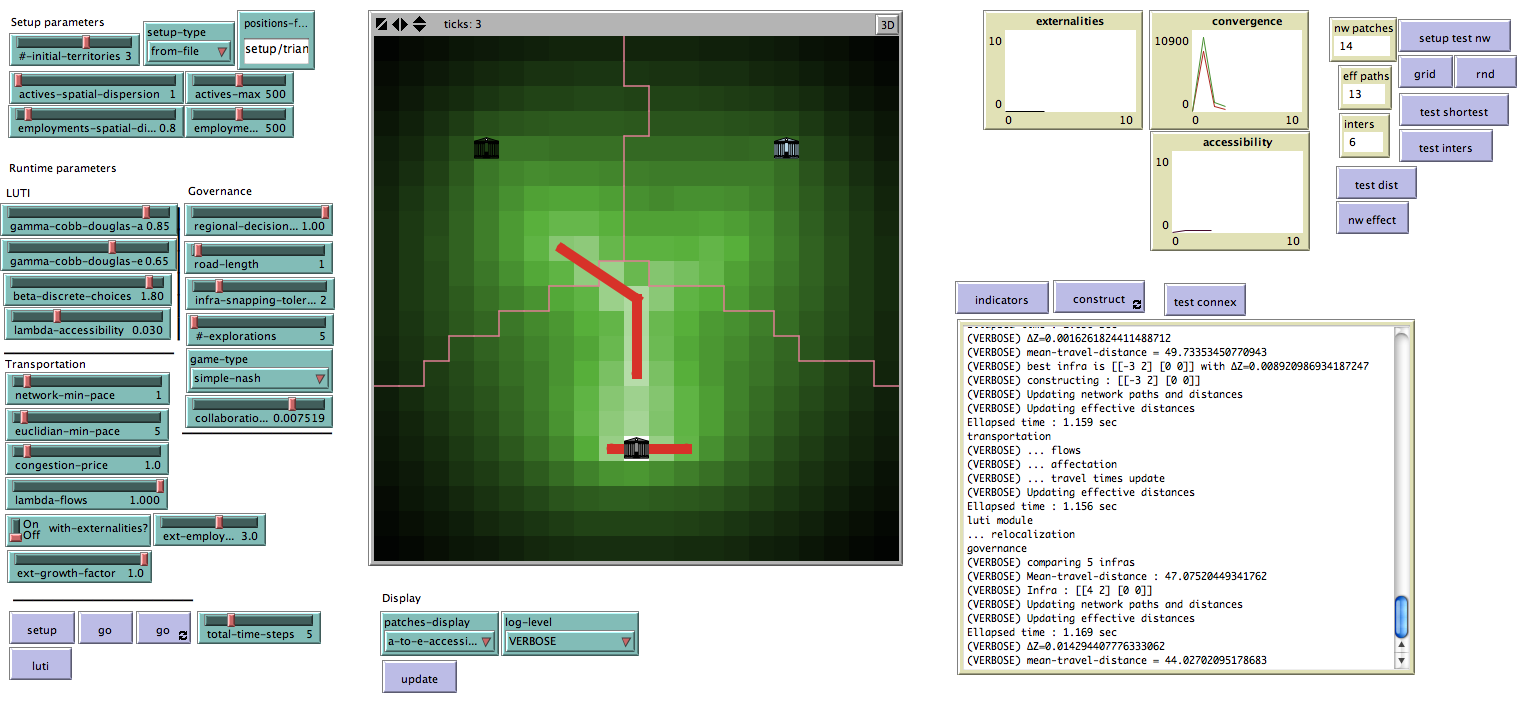 Setup parameters
#-initial-territories 3
setup-type
from-file
positions-f...
setup/trian
actives-spatial-dispersion 1
actives-max 500
employments-spatial-di... 0.8
employme... 500
Runtime parameters
LUTI
gamma-cobb-douglas-a 0.85
gamma-cobb-douglas-e 0.65
beta-discrete-choices 1.80
lambda-accessibility 0.030
Governance
regional-decision... 1.00
road-length 1
infra-snapping-toler... 2
#-explorations 5
game-type
simple-nash
collaboratio... 0.007519
Transportation
network-min-pace 1
euclidian-min-pace 5
congestion-price 1.0
lambda-flows 1.000
On
Off
with-externalities?
ext-employ... 3.0
ext-growth-factor 1.0
setup
go
go
total-time-steps 5
luti
ticks: 3
3D
Display
patches-display
a-to-e-accessi...
log-level
VERBOSE
update
externalities
10
0
0
10
convergence
10900
0
0
10
accessibility
10
0
0
10
nw patches
14
eff paths
13
inters
6
setup test nw
grid
rnd
test shortest
test inters
test dist
nw effect
indicators
construct
test connex
(VERBOSE) ΔZ=0.0016261824411488712
(VERBOSE) mean-travel-distance = 49.73353450770943
(VERBOSE) best infra is [[-3 2] [0 0]] with ΔZ=0.008920986934187247
(VERBOSE) constructing : [[-3 2] [0 0]]
(VERBOSE) Updating network paths and distances
(VERBOSE) Updating effective distances
Ellapsed time : 1.159 sec
transportation
(VERBOSE) ... flows
(VERBOSE) ... affectation
(VERBOSE) ... travel times update
(VERBOSE) Updating effective distances
Ellapsed time : 1.156 sec
luti module
... relocalization
governance
(VERBOSE) comparing 5 infras
(VERBOSE) Mean-travel-distance : 47.07520449341762
(VERBOSE) Infra : [[4 2] [0 0]]
(VERBOSE) Updating network paths and distances
(VERBOSE) Updating effective distances
Ellapsed time : 1.169 sec
(VERBOSE) ΔZ=0.014294407776333062
(VERBOSE) mean-travel-distance = 44.02702095178683